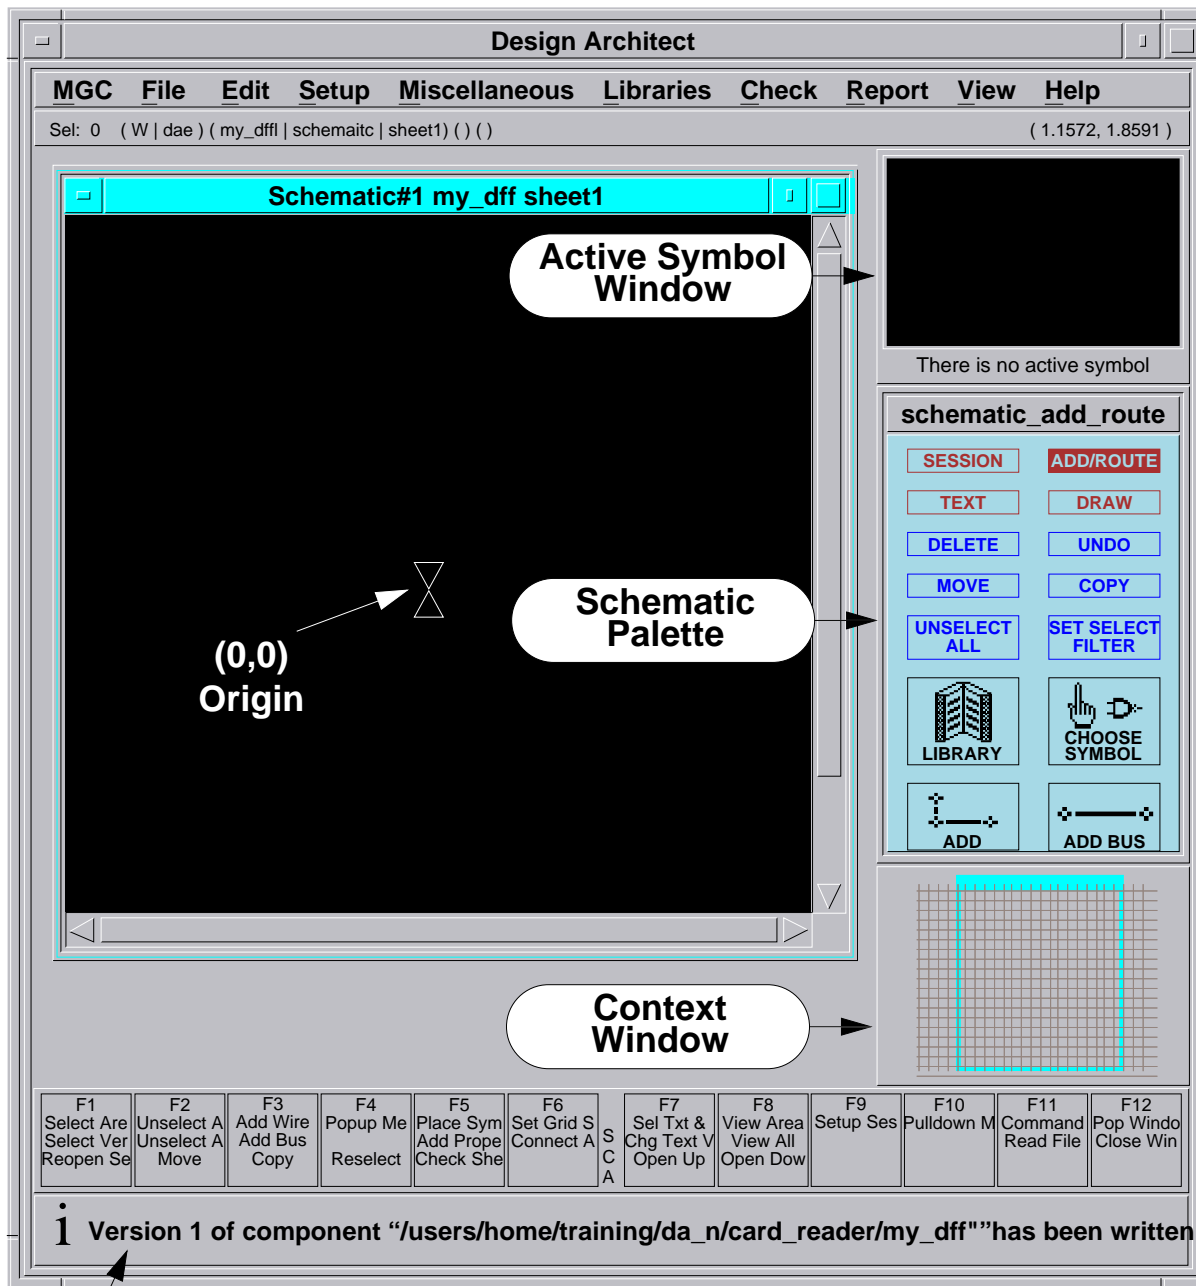 Design Architect
MGC File Edit Setup Miscellaneous Libraries Check Report View Help
Sel: 0 ( W | dae ) ( my_dffl | schemaitc | sheet1) ( ) ( ) ( 1.1572, 1.8591 )
Schematic#1 my_dff sheet1
Active Symbol
Window
There is no active symbol
schematic_add_route
SESSION ADD/ROUTE
TEXT DRAW
DELETE UNDO
MOVE COPY
UNSELECT
ALL
SET SELECT
FILTER
Schematic
Palette
(0,0)
Origin
LIBRARY
CHOOSE
SYMBOL
ADD
ADD BUS
Context
Window
F1
Select Are
Select Ver
Reopen Se
F2
Unselect A
Unselect A
Move
F3
Add Wire
Add Bus
Copy
F4
Popup Me
Reselect
F5
Place Sym
Add Prope
Check She
F6
Set Grid S
Connect A
S
C
A
F7
Sel Txt &
Chg Text V
Open Up
F8
View Area
View All
Open Dow
F9
Setup Ses
F10
Pulldown M
F11
Command
Read File
F12
Pop Windo
Close Win
i Version 1 of component “/users/home/training/da_n/card_reader/my_dff"”has been written